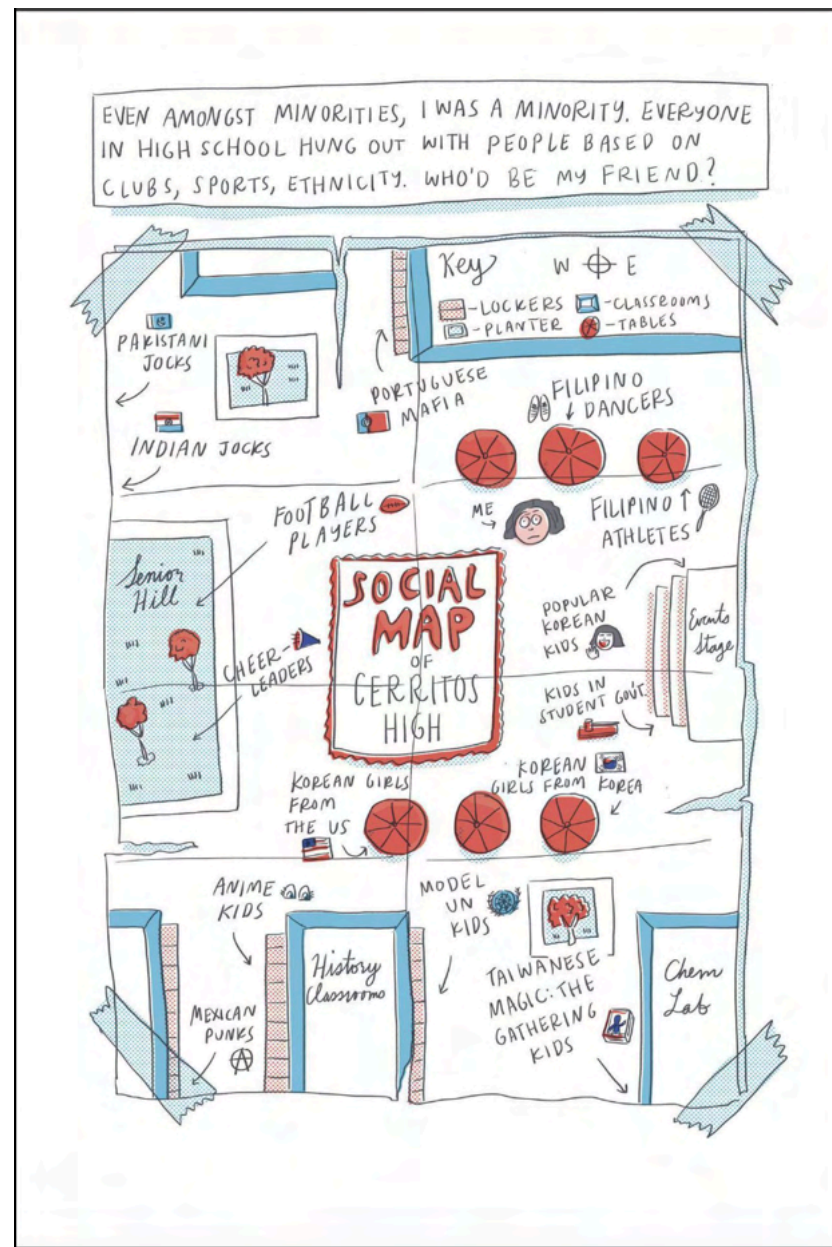 EVEN AMONGST MINORITIES, I WAS A MINORITY. EVERYONE
IN HIGH SCHOOL HUNG OUT WITH PEOPLE BASED ON
CLUBS, SPORTS, ETHNICITY. WHO'D BE MY FRIEND?
Key
W E
-LOCKERS
-CLASSROOMS
-PLANTER
-TABLES
PAKISTANI
JOCKS
INDIAN JOCKS
PORTUGUESE
MAFIA
FILIPINO
DANCERS
FOOTBALL
PLAYERS
ME
FILIPINO
ATHLETES
Senior
Hill
CHEER-
LEADERS
SOCIAL
MAP
OF
CERRITOS
HIGH
POPULAR
KOREAN
KIDS
Events
Stage
KIDS IN
STUDENT GOV'T.
KOREAN GIRLS
FROM
THE US
KOREAN
GIRLS FROM KOREA
ANIME
KIDS
MODEL
UN
KIDS
History
Classrooms
MEXICAN
PUNKS
TAIWANESE
MAGIC: THE
GATHERING
KIDS
Chem
Lab